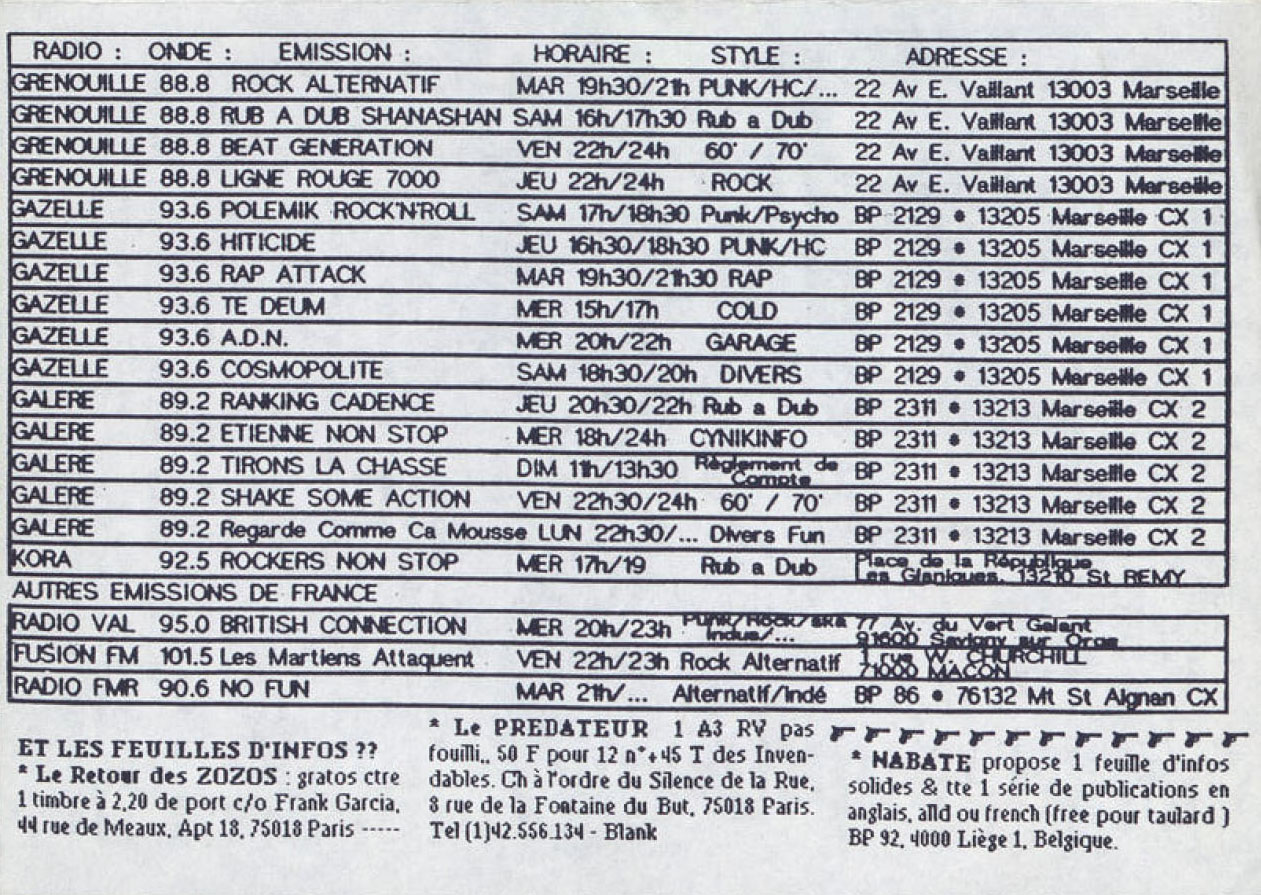 RADIO : ONDE : EMISSION : HORAIRE : STYLE : ADRESSE :
GRENOUILLE 88.8 ROCK ALTERNATIF MAR 19h30/21h PUNK/HC/... 22 Av E. Vaillant 13003 Marseille
GRENOUILLE 88.8 RUB A DUB SHANASHAN SAM 16h/17h30 Rub a Dub 22 Av E. Vaillant 13003 Marseille
GRENOUILLE 88.8 BEAT GENERATION VEN 22h/24h 60' / 70' 22 Av E. Vaillant 13003 Marseille
GRENOUILLE 88.8 LIGNE ROUGE 7000 JEU 22h/24h ROCK 22 Av E. Vaillant 13003 Marseille
GAZELLE 93.6 POLEMIK ROCK'N'ROLL SAM 17h/18h30 Punk/Psycho BP 2129 * 13205 Marseille CX 1
GAZELLE 93.6 HITICIDE JEU 16h30/18h30 PUNK/HC BP 2129 * 13205 Marseille CX 1
GAZELLE 93.6 RAP ATTACK MAR 19h30/21h30 RAP BP 2129 * 13205 Marseille CX 1
GAZELLE 93.6 TE DEUM MER 15h/17h COLD BP 2129 * 13205 Marseille CX 1
GAZELLE 93.6 A.D.N. MER 20h/22h GARAGE BP 2129 * 13205 Marseille CX 1
GAZELLE 93.6 COSMOPOLITE SAM 18h30/20h DIVERS BP 2129 * 13205 Marseille CX 1
GALERE 89.2 RANKING CADENCE JEU 20h30/22h Rub a Dub BP 2311 * 13213 Marseille CX 2
GALERE 89.2 ETIENNE NON STOP MER 18h/24h CYNIKINFO BP 2311 * 13213 Marseille CX 2
GALERE 89.2 TIRONS LA CHASSE DIM 11h/13h30 Règlement de Compte BP 2311 * 13213 Marseille CX 2
GALERE 89.2 SHAKE SOME ACTION VEN 22h30/24h 60' / 70' BP 2311 * 13213 Marseille CX 2
GALERE 89.2 Regarde Comme Ca Mousse LUN 22h30/... Divers Fun BP 2311 * 13213 Marseille CX 2
KORA 92.5 ROCKERS NON STOP MER 17h/19 Rub a Dub Place de la République Les Glaniques, 13210 St REMY
AUTRES EMISSIONS DE FRANCE
RADIO VAL 95.0 BRITISH CONNECTION MER 20h/23h Punk/Rock/Ska Indus/... 77 Av. du Vert Galant 91600 Savigny sur Orge
FUSION FM 101.5 Les Martiens Attaquent VEN 22h/23h Rock Alternatif 1 rue W. CHURCHILL 71000 MACON
RADIO FMR 90.6 NO FUN MAR 21h/... Alternatif/Indé BP 86 * 76132 Mt St Aignan CX
ET LES FEUILLES D'INFOS ??
* Le Retour des ZOZOS : gratos ctre
1 timbre à 2,20 de port c/o Frank Garcia,
44 rue de Meaux, Apt 18, 75018 Paris -----
* Le PREDATEUR 1 A3 RV pas
fouilli,, 50 F pour 12 n°+45 T des Inven-
dables. Ch à l'ordre du Silence de la Rue,
8 rue de la Fontaine du But, 75018 Paris.
Tel (1)42.556.134 - Blank
* NABATE propose 1 feuille d'infos
solides & tte 1 série de publications en
anglais, alld ou french (free pour taulard )
BP 92, 4000 Liège 1, Belgique.